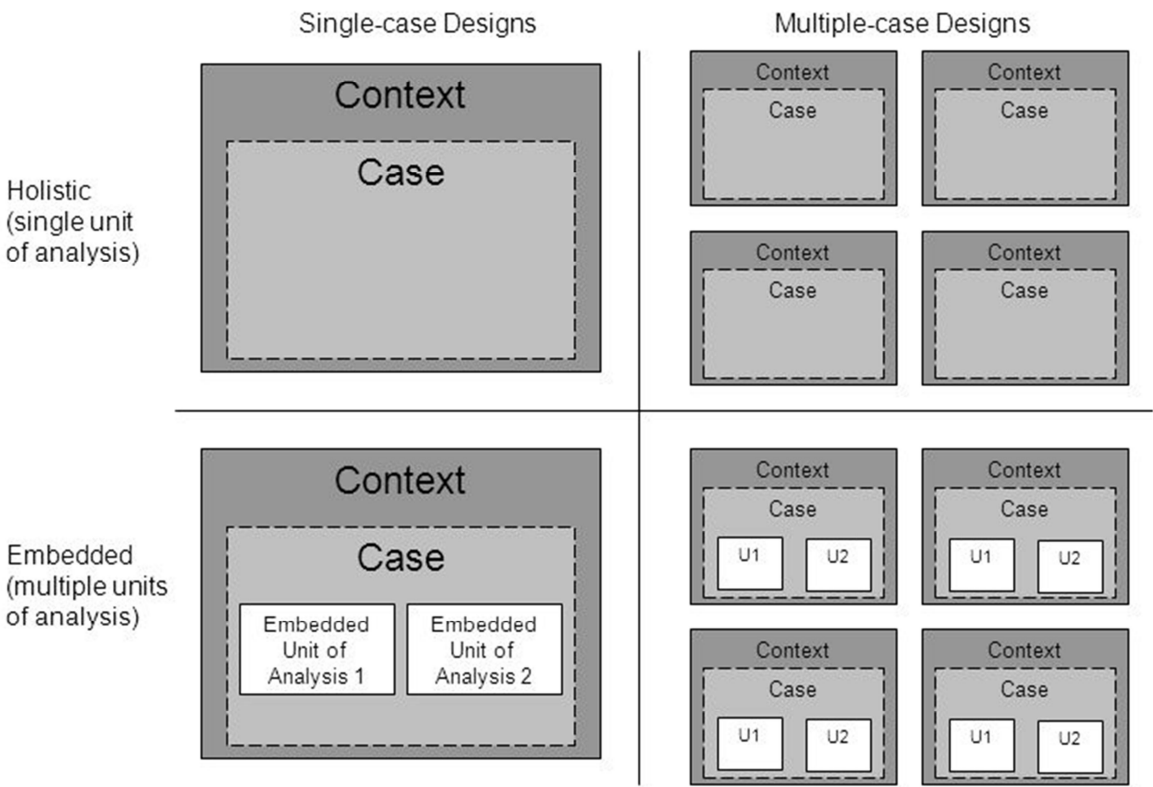 Single-case Designs
Multiple-case Designs
Holistic
(single unit
of analysis)
Context
Case
Context
Case
Context
Case
Context
Case
Context
Case
Embedded
(multiple units
of analysis)
Context
Case
Embedded
Unit of
Analysis 1
Embedded
Unit of
Analysis 2
Context
Case
U1
U2
Context
Case
U1
U2
Context
Case
U1
U2
Context
Case
U1
U2